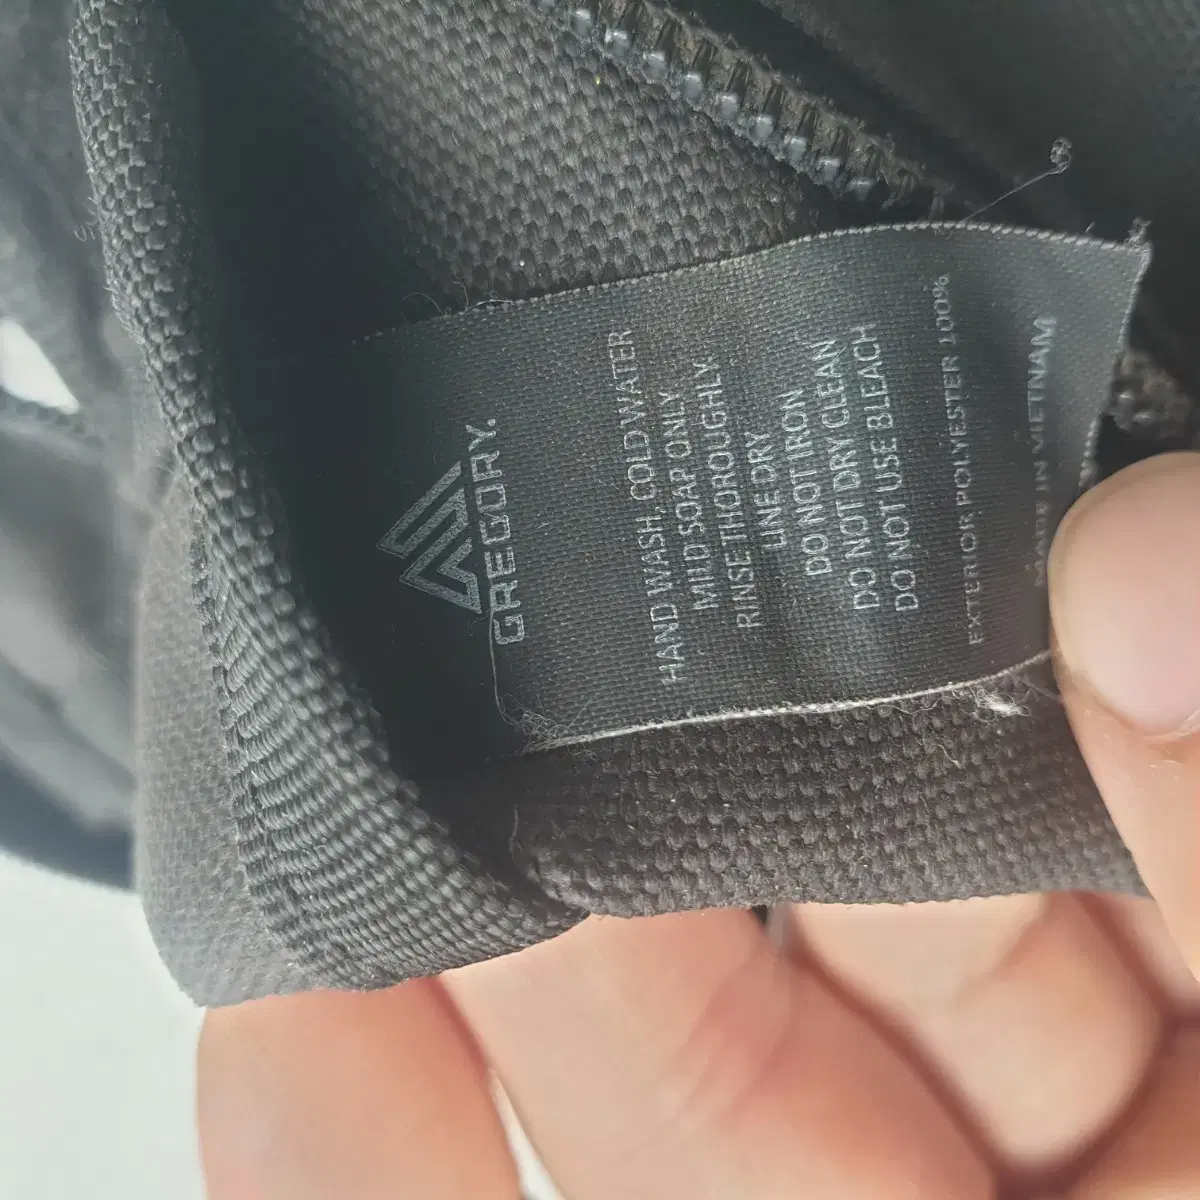 GREGORY.
HAND WASH, COLD WATER
MILD SOAP ONLY
RINSE THOROUGHLY
LINE DRY
DO NOT IRON
DO NOT DRY CLEAN
DO NOT USE BLEACH
EXTERIOR POLYESTER 100%
MADE IN VIETNAM